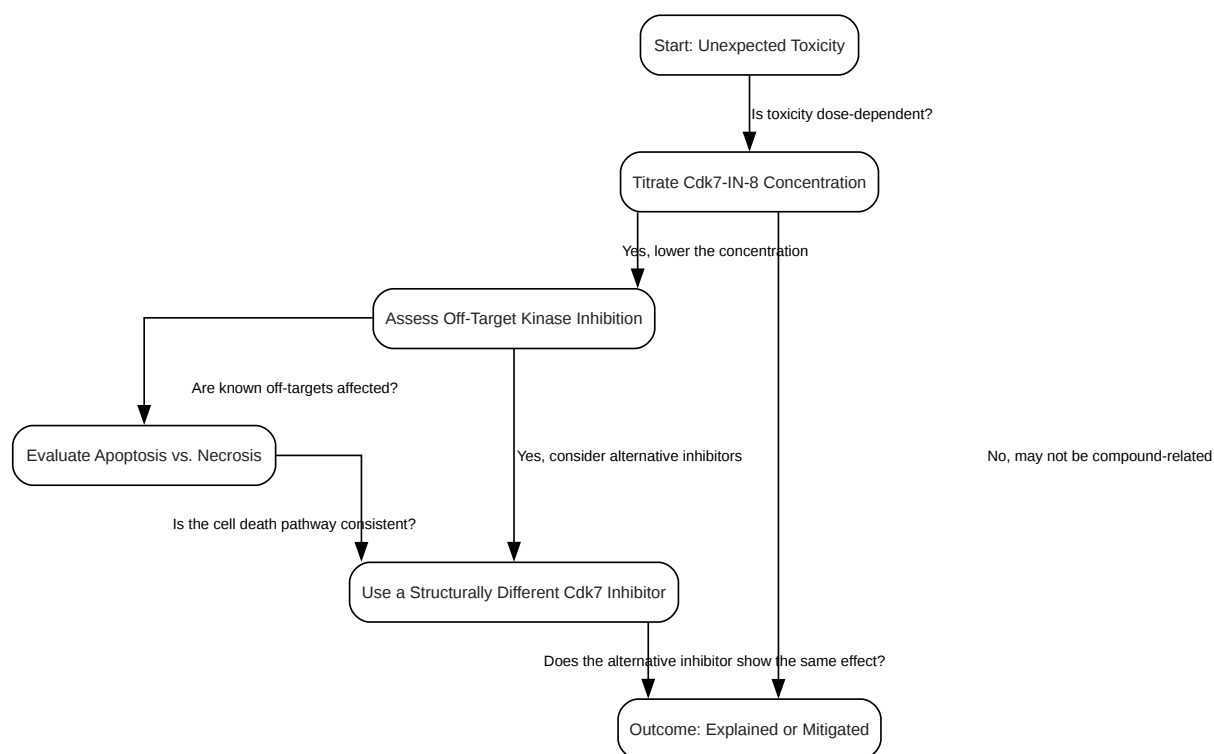 Start: Unexpected Toxicity
Is toxicity dose-dependent?
Titrate Cdk7-IN-8 Concentration
Yes, lower the concentration
Assess Off-Target Kinase Inhibition
Are known off-targets affected?
Evaluate Apoptosis vs. Necrosis
Yes, consider alternative inhibitors
No, may not be compound-related
Is the cell death pathway consistent?
Use a Structurally Different Cdk7 Inhibitor
Does the alternative inhibitor show the same effect?
Outcome: Explained or Mitigated